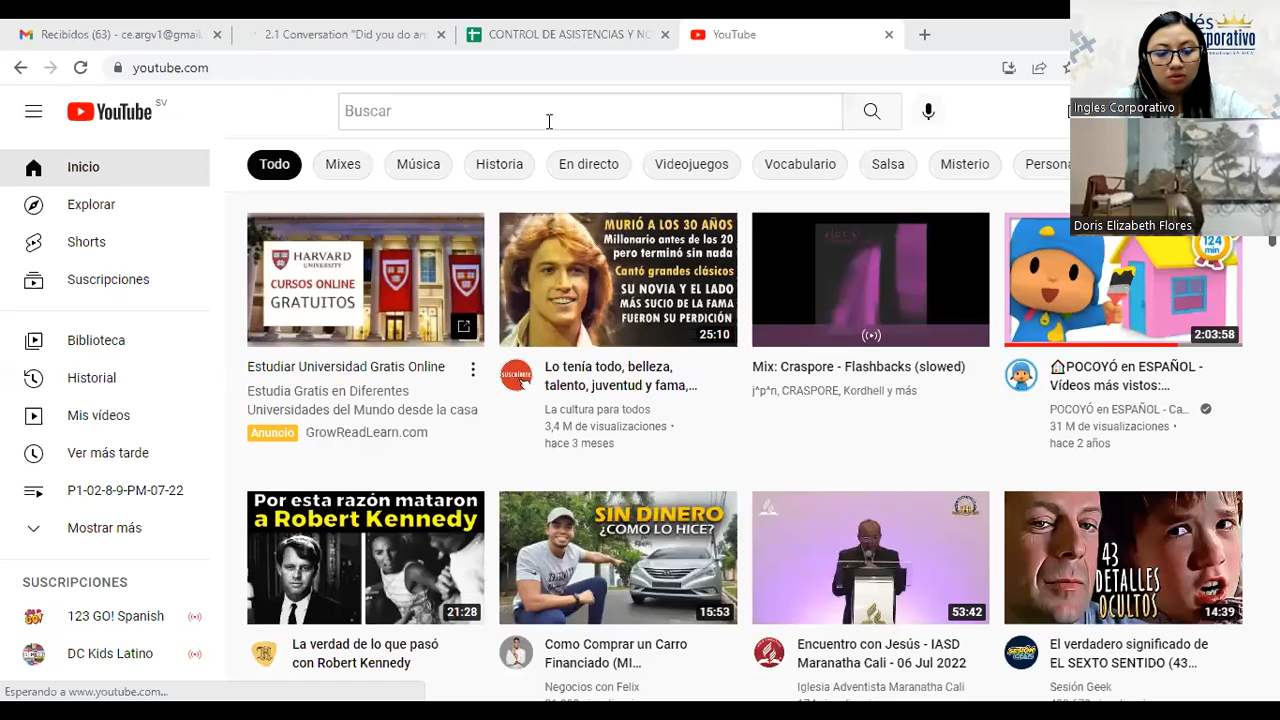 Recibidos (63) - ce.argv1@gmail.
2.1 Conversation "Did you do an
CONTROL DE ASISTENCIAS Y NO
YouTube
youtube.com
YouTube SV
Buscar
Todo
Mixes
Música
Historia
En directo
Videojuegos
Vocabulario
Salsa
Misterio
Persona
Inicio
Explorar
Shorts
Suscripciones
Biblioteca
Historial
Mis vídeos
Ver más tarde
P1-02-8-9-PM-07-22
Mostrar más
SUSCRIPCIONES
123 GO! Spanish
DC Kids Latino
Esperando a www.youtube.com...
HARVARD
UNIVERSITY
CURSOS ONLINE
GRATUITOS
Estudiar Universidad Gratis Online
Estudia Gratis en Diferentes
Universidades del Mundo desde la casa
Anuncio GrowReadLearn.com
MURIÓ A LOS 30 AÑOS
Millonario antes de los 20
pero terminó sin nada
Cantó grandes clásicos
SU NOVIA Y EL LADO
MÁS SUCIO DE LA FAMA
FUERON SU PERDICIÓN
25:10
SUSCRÍBETE
Lo tenía todo, belleza,
talento, juventud y fama,...
La cultura para todos
3,4 M de visualizaciones •
hace 3 meses
Mix: Craspore - Flashbacks (slowed)
j^p^n, CRASPORE, Kordhell y más
124
min
2:03:58
POCOYÓ en ESPAÑOL -
Vídeos más vistos:...
POCOYÓ en ESPAÑOL - Ca...
31 M de visualizaciones •
hace 2 años
Por esta razón mataron
a Robert Kennedy
21:28
La verdad de lo que pasó
con Robert Kennedy
SIN DINERO
¿COMO LO HICE?
15:53
Como Comprar un Carro
Financiado (MI...
Negocios con Felix
53:42
Encuentro con Jesús - IASD
Maranatha Cali - 06 Jul 2022
Iglesia Adventista Maranatha Cali
43
DETALLES
OCULTOS
14:39
El verdadero significado de
EL SEXTO SENTIDO (43...
Sesión Geek
Ingles Corporativo
Doris Elizabeth Flores